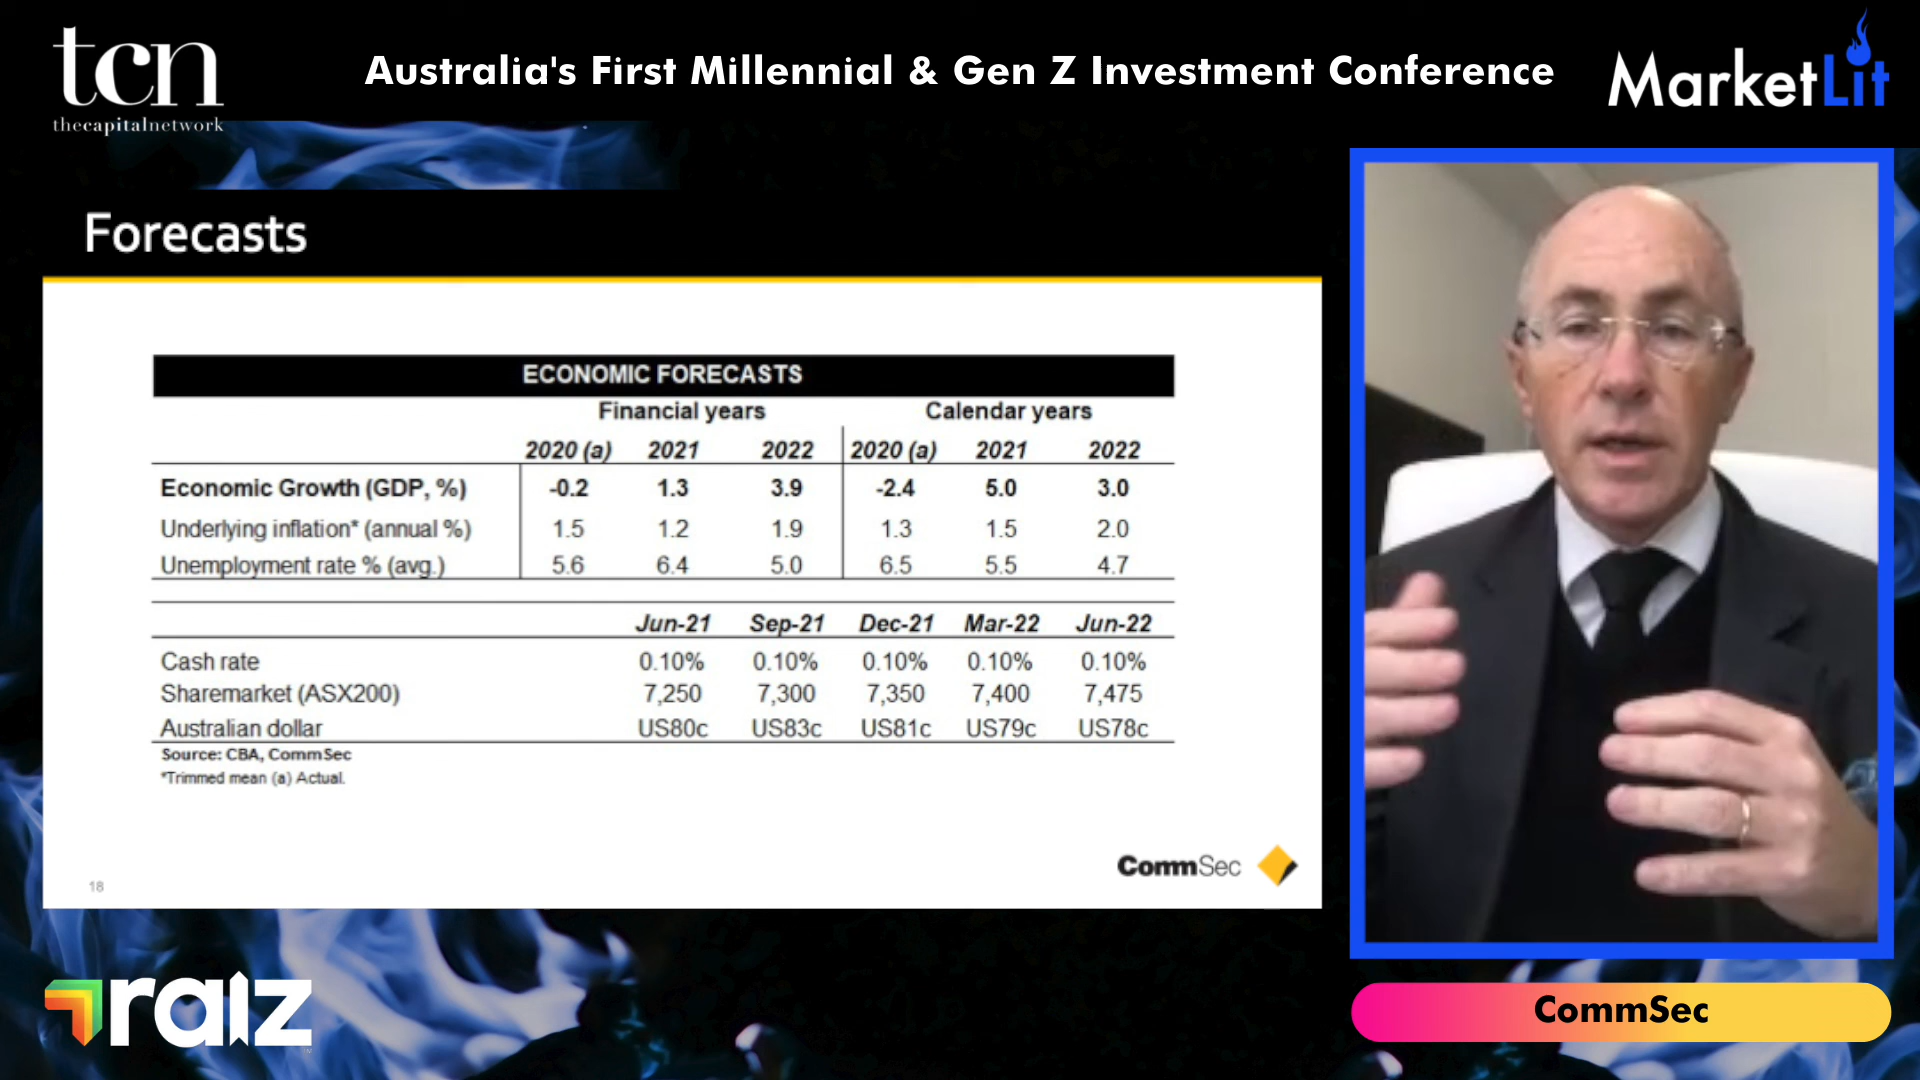 tcn
thecapitalnetwork
Australia's First Millennial & Gen Z Investment Conference
MarketLit
Forecasts
ECONOMIC FORECASTS
Financial years Calendar years
2020 (a) 2021 2022 2020 (a) 2021 2022
Economic Growth (GDP, %) -0.2 1.3 3.9 -2.4 5.0 3.0
Underlying inflation* (annual %) 1.5 1.2 1.9 1.3 1.5 2.0
Unemployment rate % (avg.) 5.6 6.4 5.0 6.5 5.5 4.7
Jun-21 Sep-21 Dec-21 Mar-22 Jun-22
Cash rate 0.10% 0.10% 0.10% 0.10% 0.10%
Sharemarket (ASX200) 7,250 7,300 7,350 7,400 7,475
Australian dollar US80c US83c US81c US79c US78c
Source: CBA, CommSec
*Trimmed mean (a) Actual.
CommSec
18
raiz
CommSec